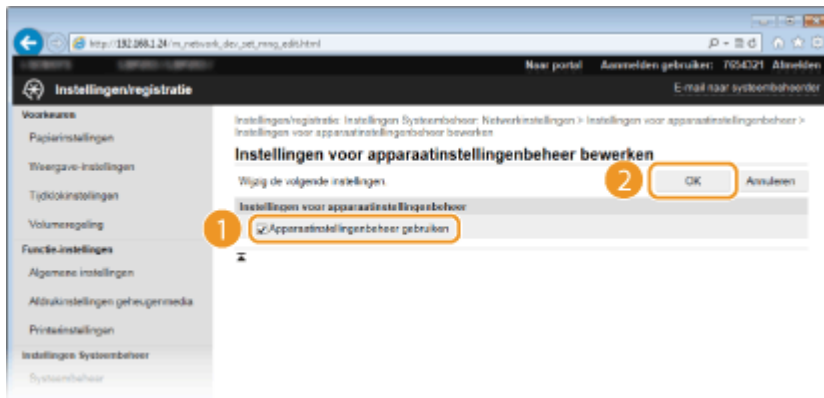 http://192.168.1.24/m_network_dev_set_mng_edit.html
Naar portal Aanmelden gebruiker: 7654321 Afmelden
Instellingen/registratie
E-mail naar systeembeheerder
Voorkeuren
Papierinstellingen
Weergave-instellingen
Tijdklokinstellingen
Volumeregeling
Functie-instellingen
Algemene instellingen
Afdrukinstellingen geheugenmedia
Printerinstellingen
Instellingen Systeembeheer
Systeembeheer
Instellingen/registratie: Instellingen Systeembeheer: Netwerkinstellingen > Instellingen voor apparaatinstellingenbeheer >
Instellingen voor apparaatinstellingenbeheer bewerken
Instellingen voor apparaatinstellingenbeheer bewerken
Wijzig de volgende instellingen.
2
OK
Annuleren
Instellingen voor apparaatinstellingenbeheer
1
Apparaatinstellingenbeheer gebruiken